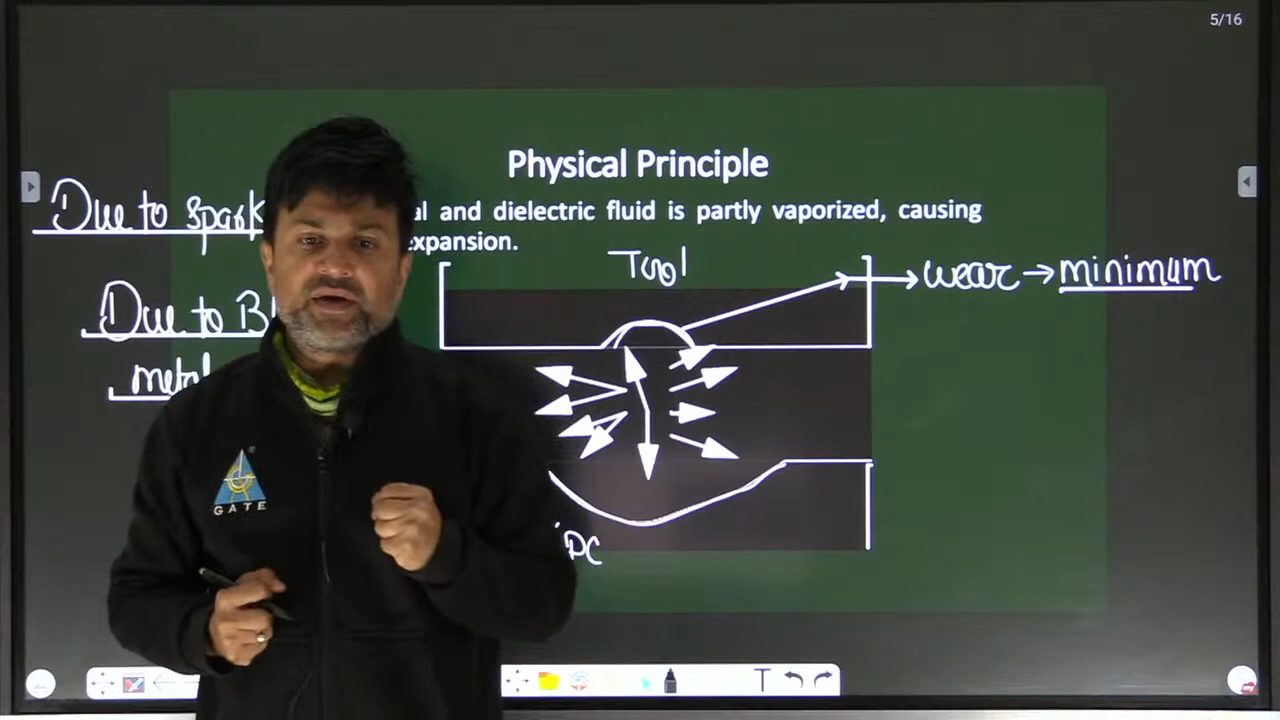 5/16
Physical Principle
Due to spark
and dielectric fluid is partly vaporized, causing
expansion.
Tool
wear → minimum
Due to
metal
GATE
T